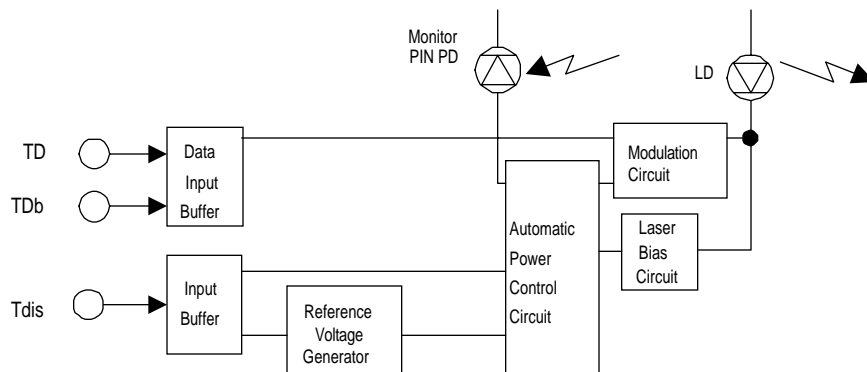 Monitor
PIN PD
LD
TD
TDb
Data
Input
Buffer
Modulation
Circuit
Automatic
Power
Control
Circuit
Laser
Bias
Circuit
Tdis
Input
Buffer
Reference
Voltage
Generator